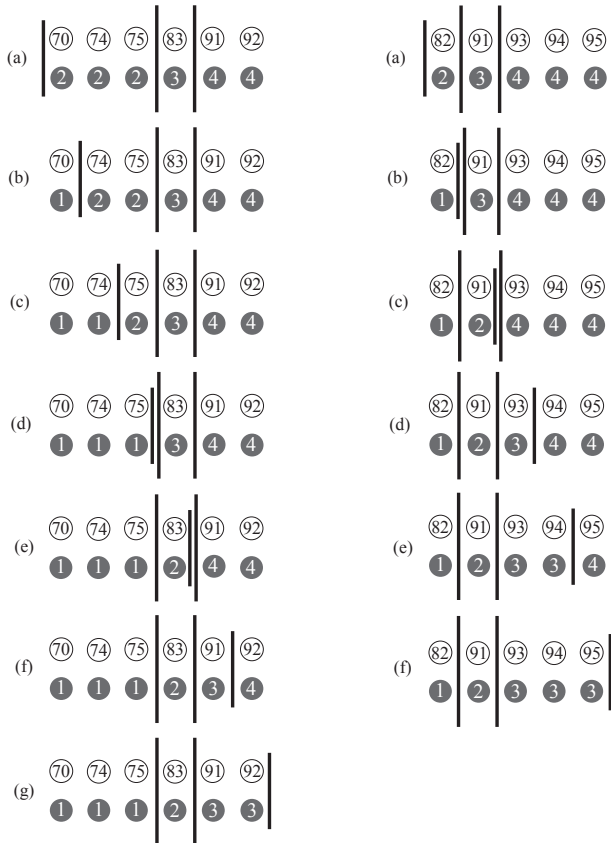 (a) 70 74 75 83 91 92
2 2 2 3 4 4
(b) 70 74 75 83 91 92
1 2 2 3 4 4
(c) 70 74 75 83 91 92
1 1 2 3 4 4
(d) 70 74 75 83 91 92
1 1 1 3 4 4
(e) 70 74 75 83 91 92
1 1 1 2 4 4
(f) 70 74 75 83 91 92
1 1 1 2 3 4
(g) 70 74 75 83 91 92
1 1 1 2 3 3
(a) 82 91 93 94 95
2 3 4 4 4
(b) 82 91 93 94 95
1 3 4 4 4
(c) 82 91 93 94 95
1 2 4 4 4
(d) 82 91 93 94 95
1 2 3 4 4
(e) 82 91 93 94 95
1 2 3 3 4
(f) 82 91 93 94 95
1 2 3 3 3